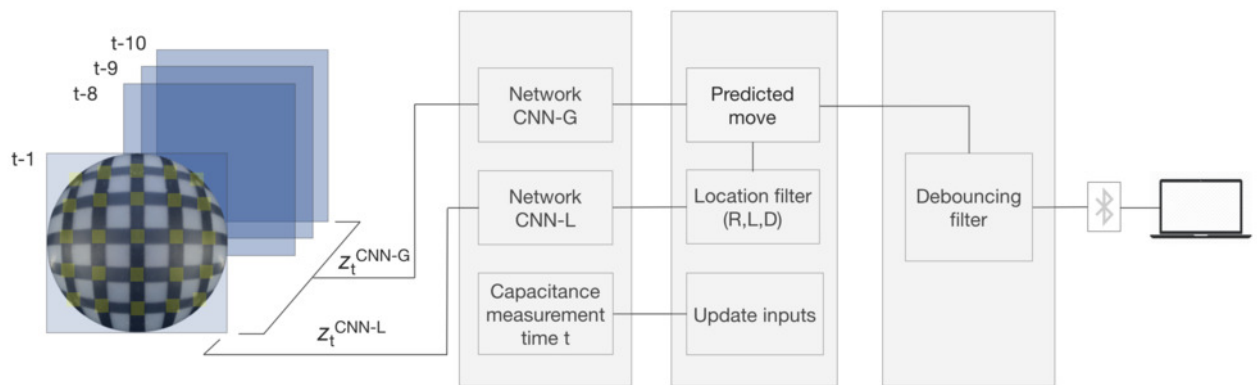 t-10
t-9
t-8
t-1
z_t^CNN-G
z_t^CNN-L
Network
CNN-G
Network
CNN-L
Capacitance
measurement
time t
Predicted
move
Location filter
(R,L,D)
Update inputs
Debouncing
filter